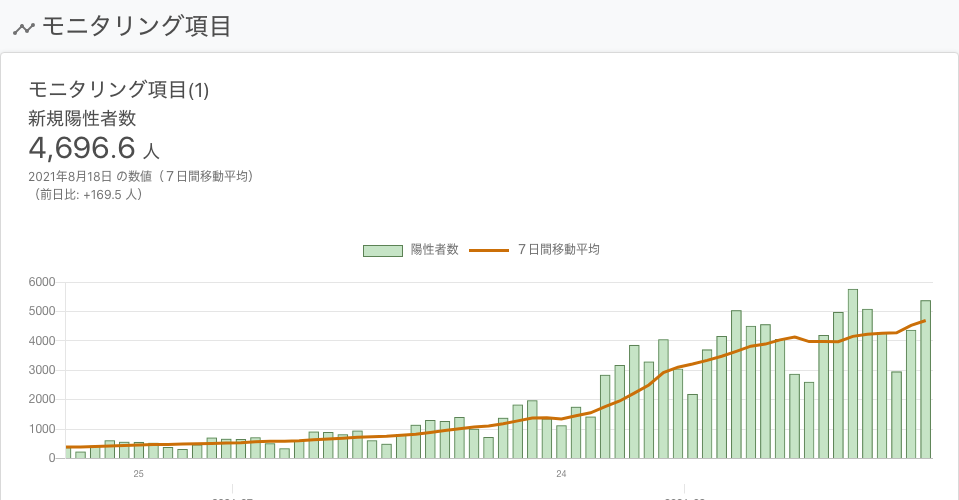 モニタリング項目
モニタリング項目(1)
新規陽性者数
4,696.6 人
2021年8月18日 の数値（７日間移動平均）
（前日比: +169.5 人）
陽性者数 ７日間移動平均
6000
5000
4000
3000
2000
1000
0
25 24